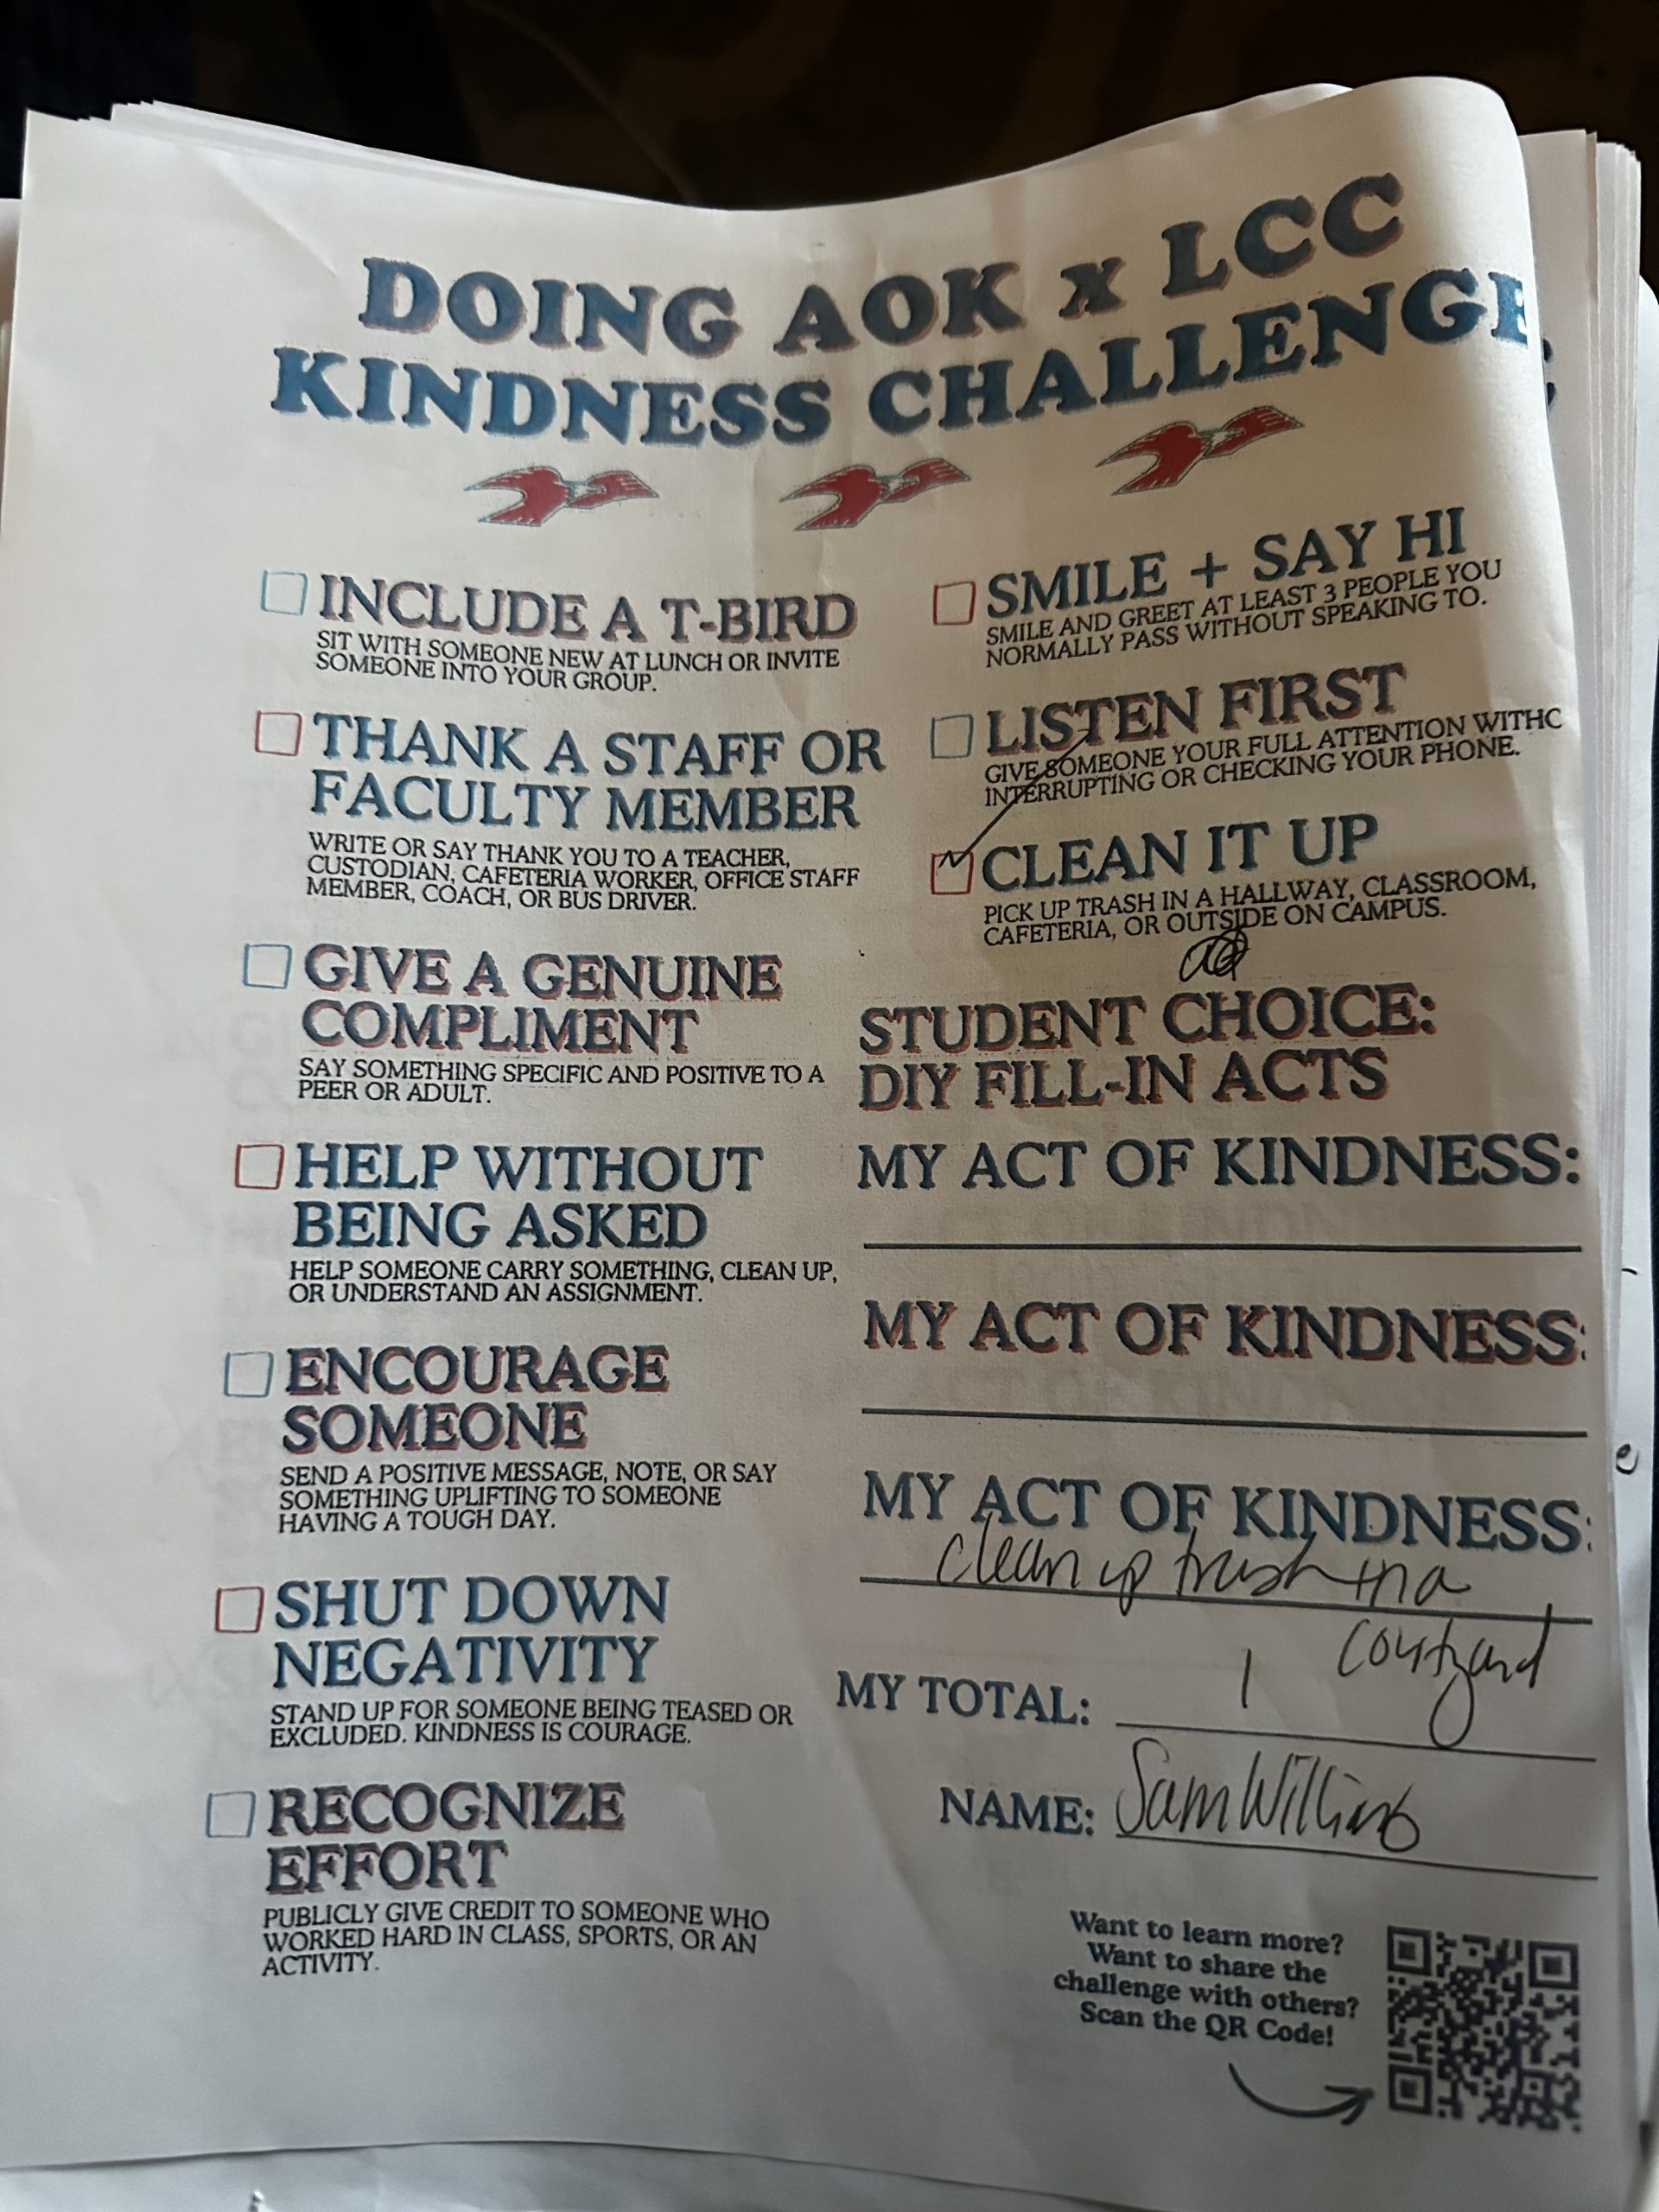 DOING AOK x LCC
KINDNESS CHALLENGE
INCLUDE A T-BIRD
SIT WITH SOMEONE NEW AT LUNCH OR INVITE
SOMEONE INTO YOUR GROUP.
THANK A STAFF OR
FACULTY MEMBER
WRITE OR SAY THANK YOU TO A TEACHER,
CUSTODIAN, CAFETERIA WORKER, OFFICE STAFF
MEMBER, COACH, OR BUS DRIVER.
GIVE A GENUINE
COMPLIMENT
SAY SOMETHING SPECIFIC AND POSITIVE TO A
PEER OR ADULT.
HELP WITHOUT
BEING ASKED
HELP SOMEONE CARRY SOMETHING, CLEAN UP,
OR UNDERSTAND AN ASSIGNMENT.
ENCOURAGE
SOMEONE
SEND A POSITIVE MESSAGE, NOTE, OR SAY
SOMETHING UPLIFTING TO SOMEONE
HAVING A TOUGH DAY.
SHUT DOWN
NEGATIVITY
STAND UP FOR SOMEONE BEING TEASED OR
EXCLUDED. KINDNESS IS COURAGE.
RECOGNIZE
EFFORT
PUBLICLY GIVE CREDIT TO SOMEONE WHO
WORKED HARD IN CLASS, SPORTS, OR AN
ACTIVITY.
SMILE + SAY HI
SMILE AND GREET AT LEAST 3 PEOPLE YOU
NORMALLY PASS WITHOUT SPEAKING TO.
LISTEN FIRST
GIVE SOMEONE YOUR FULL ATTENTION WITHO
INTERRUPTING OR CHECKING YOUR PHONE.
CLEAN IT UP
PICK UP TRASH IN A HALLWAY, CLASSROOM,
CAFETERIA, OR OUTSIDE ON CAMPUS.
STUDENT CHOICE:
DIY FILL-IN ACTS
MY ACT OF KINDNESS:
MY ACT OF KINDNESS:
MY ACT OF KINDNESS:
clean up trash
courtyard
MY TOTAL: 1
NAME: Sam
Want to learn more?
Want to share the
challenge with others?
Scan the QR Code!